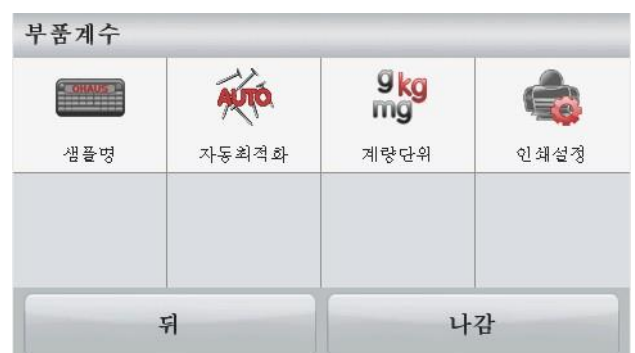 부품계수
OHAUS
AUTO
g kg
mg
샘플명 자동최적화 계량단위 인쇄설정
뒤 나감